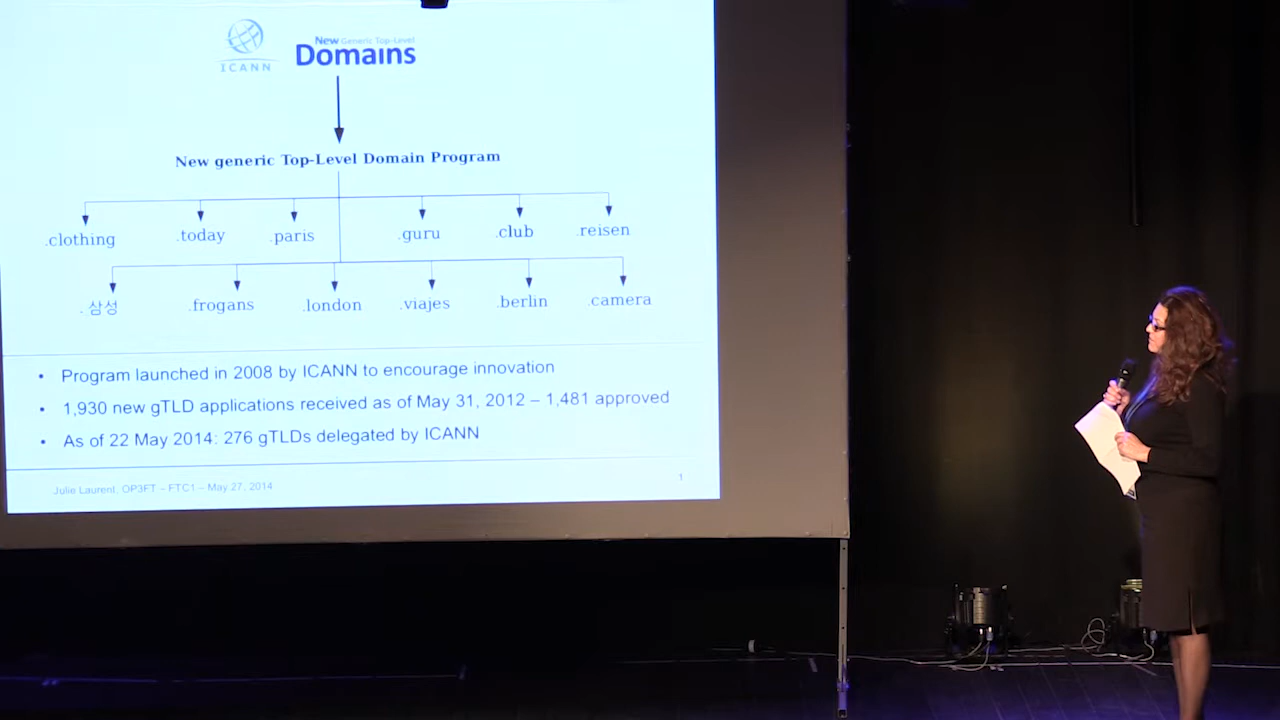 ICANN
New Generic Top-Level
Domains
New generic Top-Level Domain Program
.clothing .today .paris .guru .club .reisen
.삼성 .frogans .london .viajes .berlin .camera
• Program launched in 2008 by ICANN to encourage innovation
• 1,930 new gTLD applications received as of May 31, 2012 – 1,481 approved
• As of 22 May 2014: 276 gTLDs delegated by ICANN
Julie Laurent, OP3FT – FTC1 – May 27, 2014 1